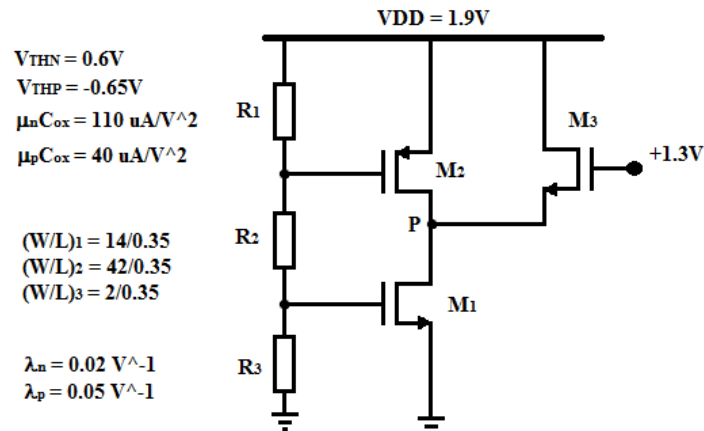 VDD = 1.9V
VTHN = 0.6V
VTHP = -0.65V
μnCox = 110 uA/V^2
μpCox = 40 uA/V^2
R1
M3
+1.3V
M2
P
R2
(W/L)1 = 14/0.35
(W/L)2 = 42/0.35
(W/L)3 = 2/0.35
M1
R3
λn = 0.02 V^-1
λp = 0.05 V^-1